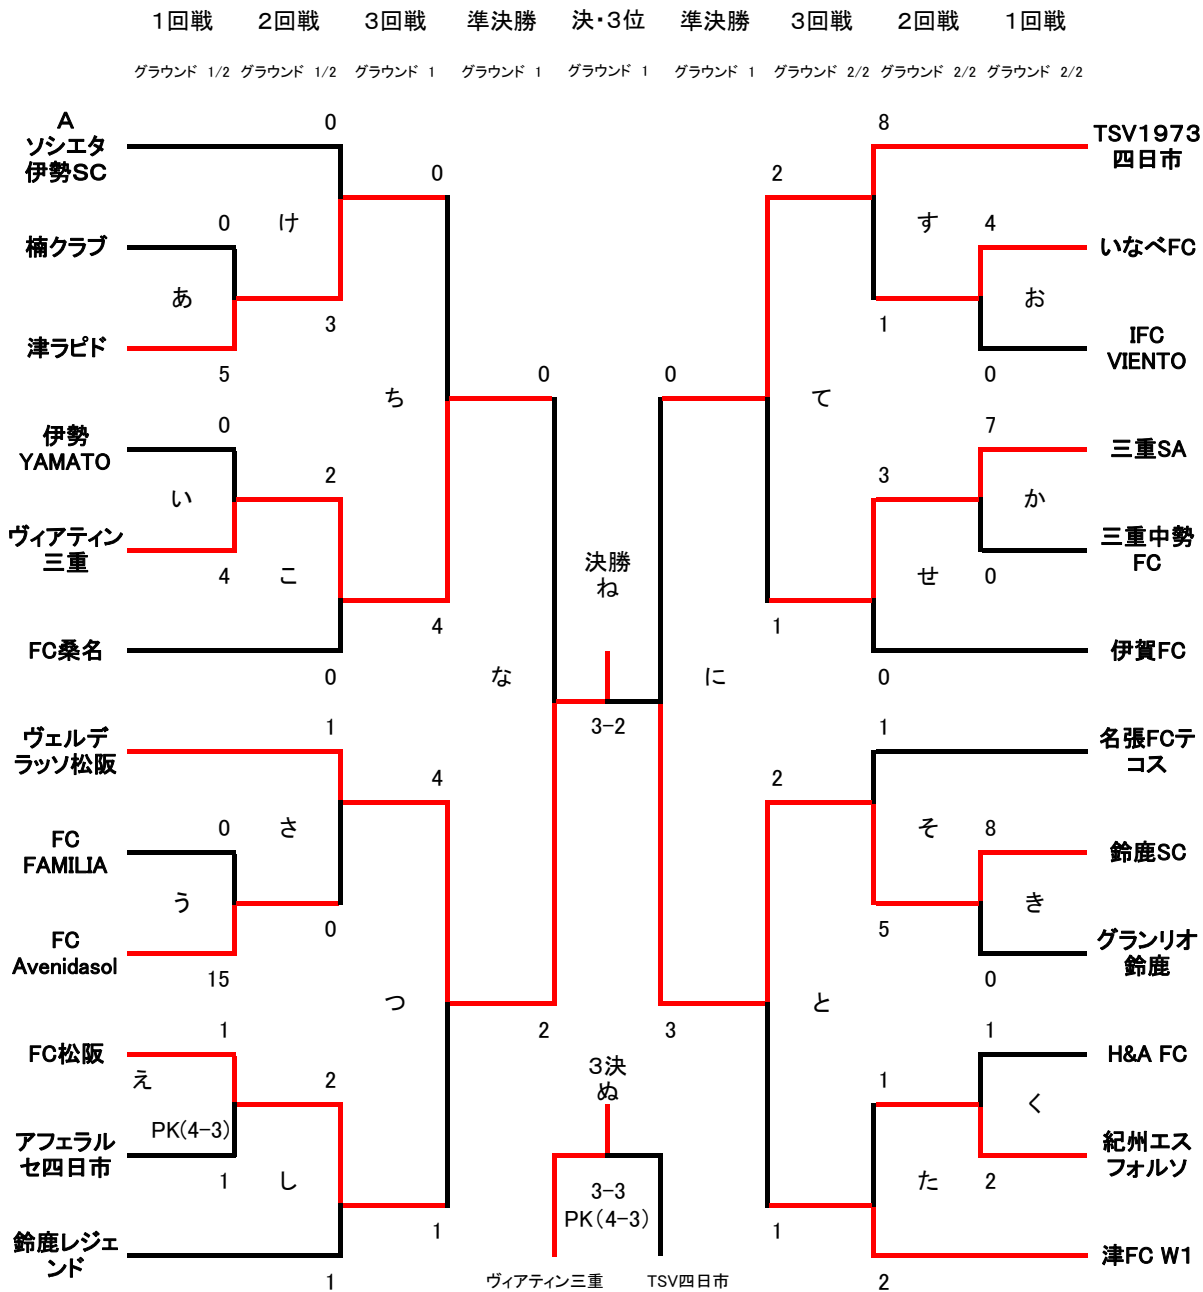 1回戦 2回戦 3回戦 準決勝 決・3位 準決勝 3回戦 2回戦 1回戦
グラウンド 1/2 グラウンド 1/2 グラウンド 1 グラウンド 1 グラウンド 1 グラウンド 1 グラウンド 2/2 グラウンド 2/2 グラウンド 2/2
A
ソシエタ
伊勢SC
0
0
け
楠クラブ
0
あ
津ラピド
5
3
ち
0
伊勢
YAMATO
0
い
2
ヴィアティン
三重
4
こ
4
FC桑名
0
な
ヴェルデ
ラッソ松阪
1
4
FC
FAMILIA
0
さ
う
FC
Avenidasol
15
0
つ
2
FC松阪
1
え
2
PK(4-3)
アフェラル
セ四日市
1
し
1
鈴鹿レジェ
ンド
1
決勝
ね
3-2
3決
ぬ
3-3
PK(4-3)
ヴィアティン三重 TSV四日市
8
TSV1973
四日市
2
す
4
いなべFC
お
1
IFC
VIENTO
0
0
て
7
三重SA
3
か
三重中勢
FC
せ
0
1
伊賀FC
0
に
1
名張FCテ
コス
2
そ
8
鈴鹿SC
き
5
グランリオ
鈴鹿
0
と
3
1
H&A FC
1
く
紀州エス
フォルソ
た
2
1
津FC W1
2